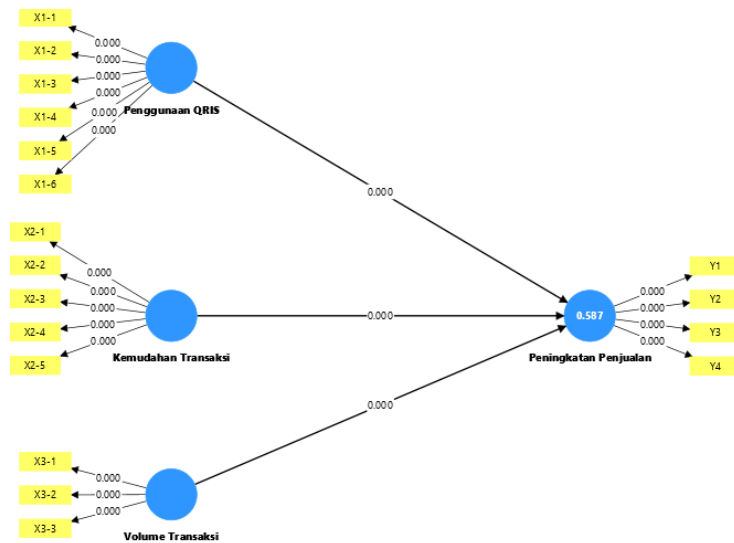 X1-1
0.000
X1-2
0.000
0.000
X1-3
0.000
X1-4
0.000
Penggunaan QRIS
0.000
X1-5
X1-6
0.000
X2-1
X2-2
0.000
0.000
X2-3
0.000
0.000
X2-4
0.000
X2-5
Kemudahan Transaksi
0.000
0.587
Peningkatan Penjualan
Y1
0.000
Y2
0.000
0.000
Y3
0.000
Y4
0.000
X3-1
0.000
X3-2
0.000
0.000
X3-3
Volume Transaksi